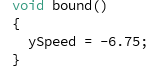 void bound()
{
  ySpeed = -6.75;
}